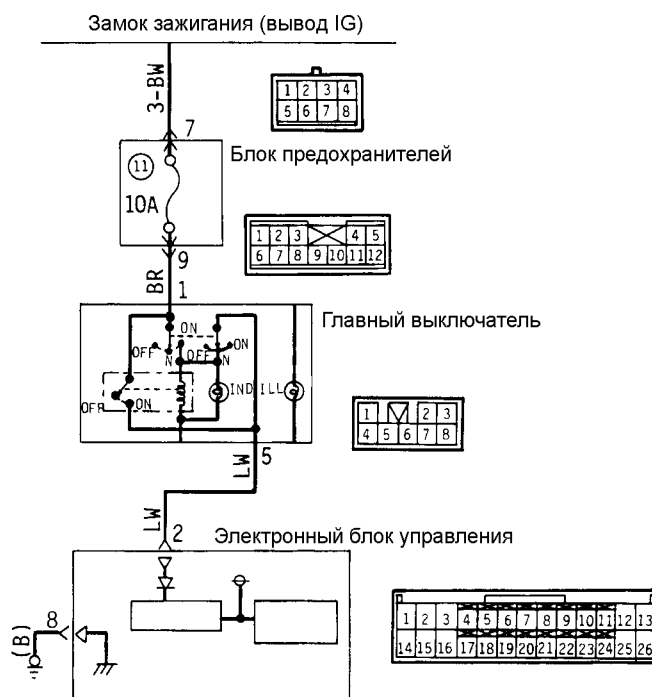 Замок зажигания (вывод IG)
3-BW
1 2 3 4
5 6 7 8
7
Блок предохранителей
11
10A
1 2 3 4 5
6 7 8 9 10 11 12
9
BR
1
Главный выключатель
ON
OFF N OFF N ON
IND ILL
OFF ON
1 2 3
4 5 6 7 8
LW 5
LW
2
Электронный блок управления
8
(B)
1 2 3 4 5 6 7 8 9 10 11 12 13
14 15 16 17 18 19 20 21 22 23 24 25 26